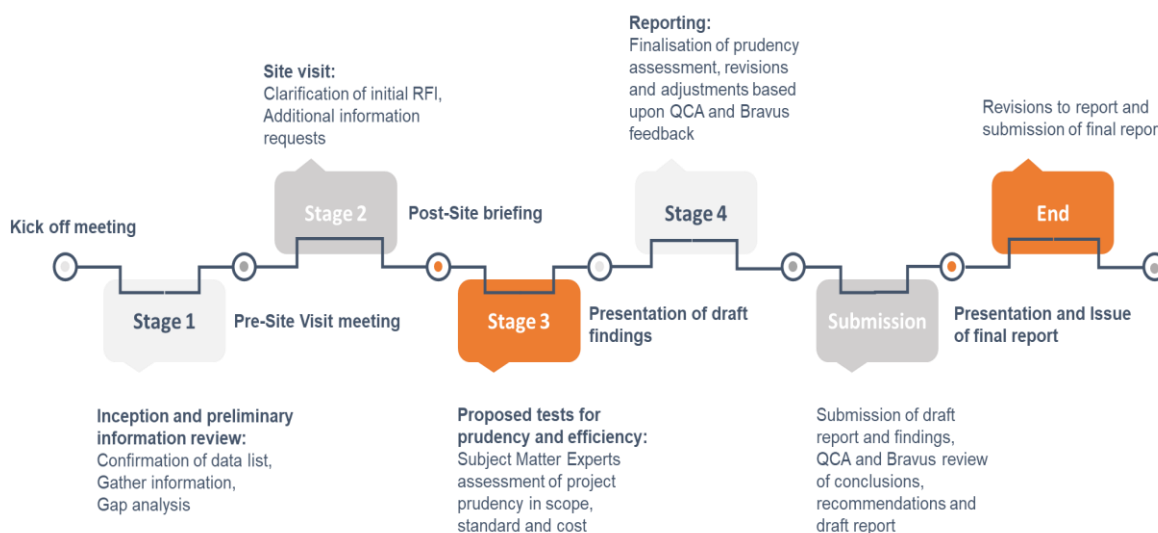 Kick off meeting
Stage 1
Inception and preliminary
information review:
Confirmation of data list,
Gather information,
Gap analysis
Pre-Site Visit meeting
Site visit:
Clarification of initial RFI,
Additional information
requests
Stage 2
Post-Site briefing
Stage 3
Proposed tests for
prudency and efficiency:
Subject Matter Experts
assessment of project
prudency in scope,
standard and cost
Presentation of draft
findings
Reporting:
Finalisation of prudency
assessment, revisions
and adjustments based
upon QCA and Bravus
feedback
Stage 4
Submission
Submission of draft
report and findings,
QCA and Bravus review
of conclusions,
recommendations and
draft report
Presentation and Issue
of final report
Revisions to report and
submission of final repor
End